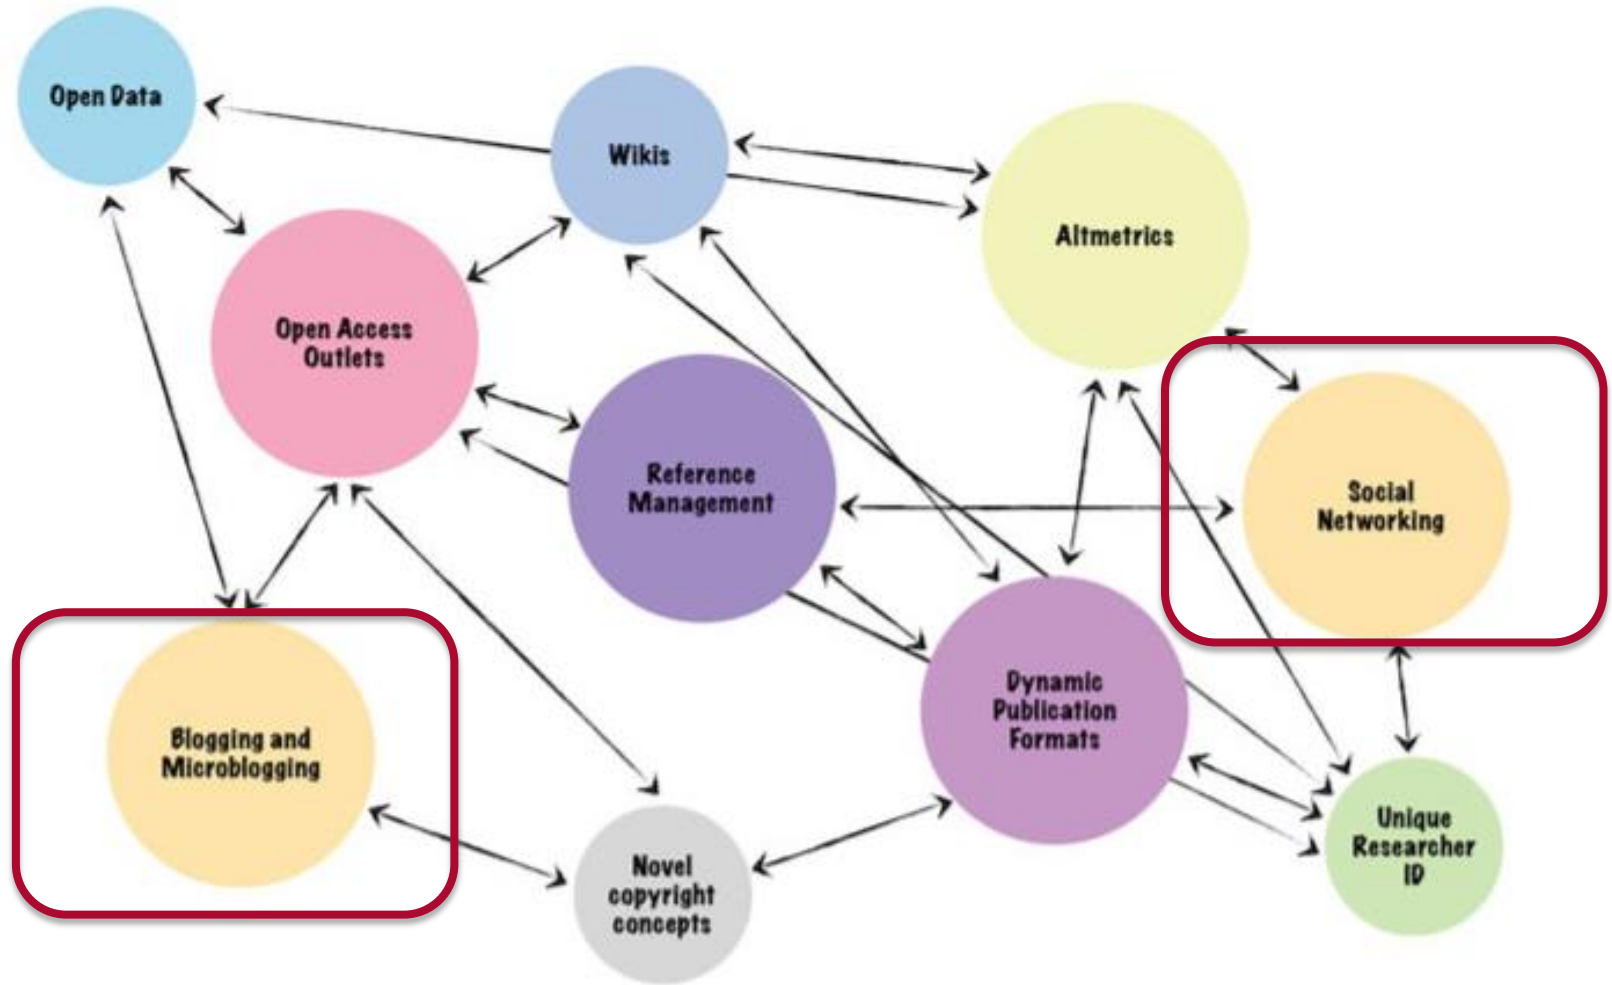 Open Data
Wikis
Altmetrics
Open Access
Outlets
Reference
Management
Social
Networking
Blogging and
Microblogging
Dynamic
Publication
Formats
Novel
copyright
concepts
Unique
Researcher
ID